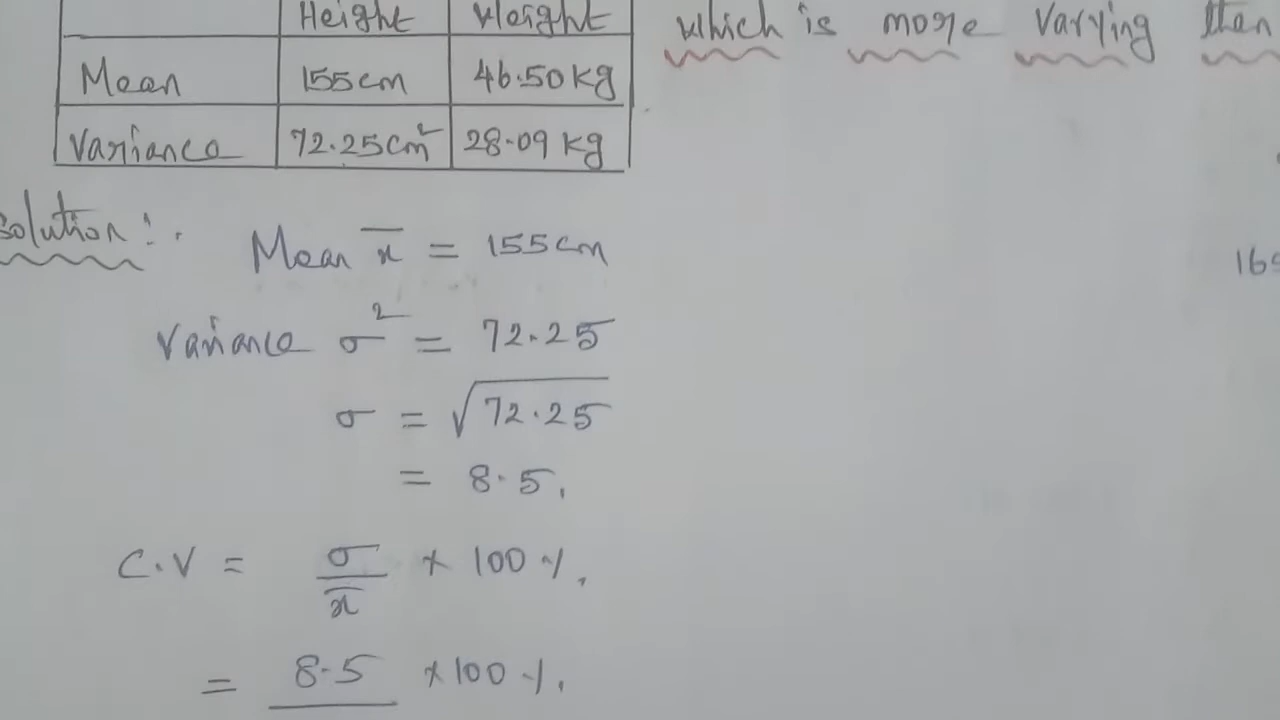 Height Weight
Mean 155cm 46.50kg
Variance 72.25cm² 28.09 kg
which is more varying then
solution:.
Mean x̄ = 155cm
Variance σ² = 72.25
σ = √72.25
= 8.5.
C.V = σ/x̄ × 100%.
= 8.5 × 100%.